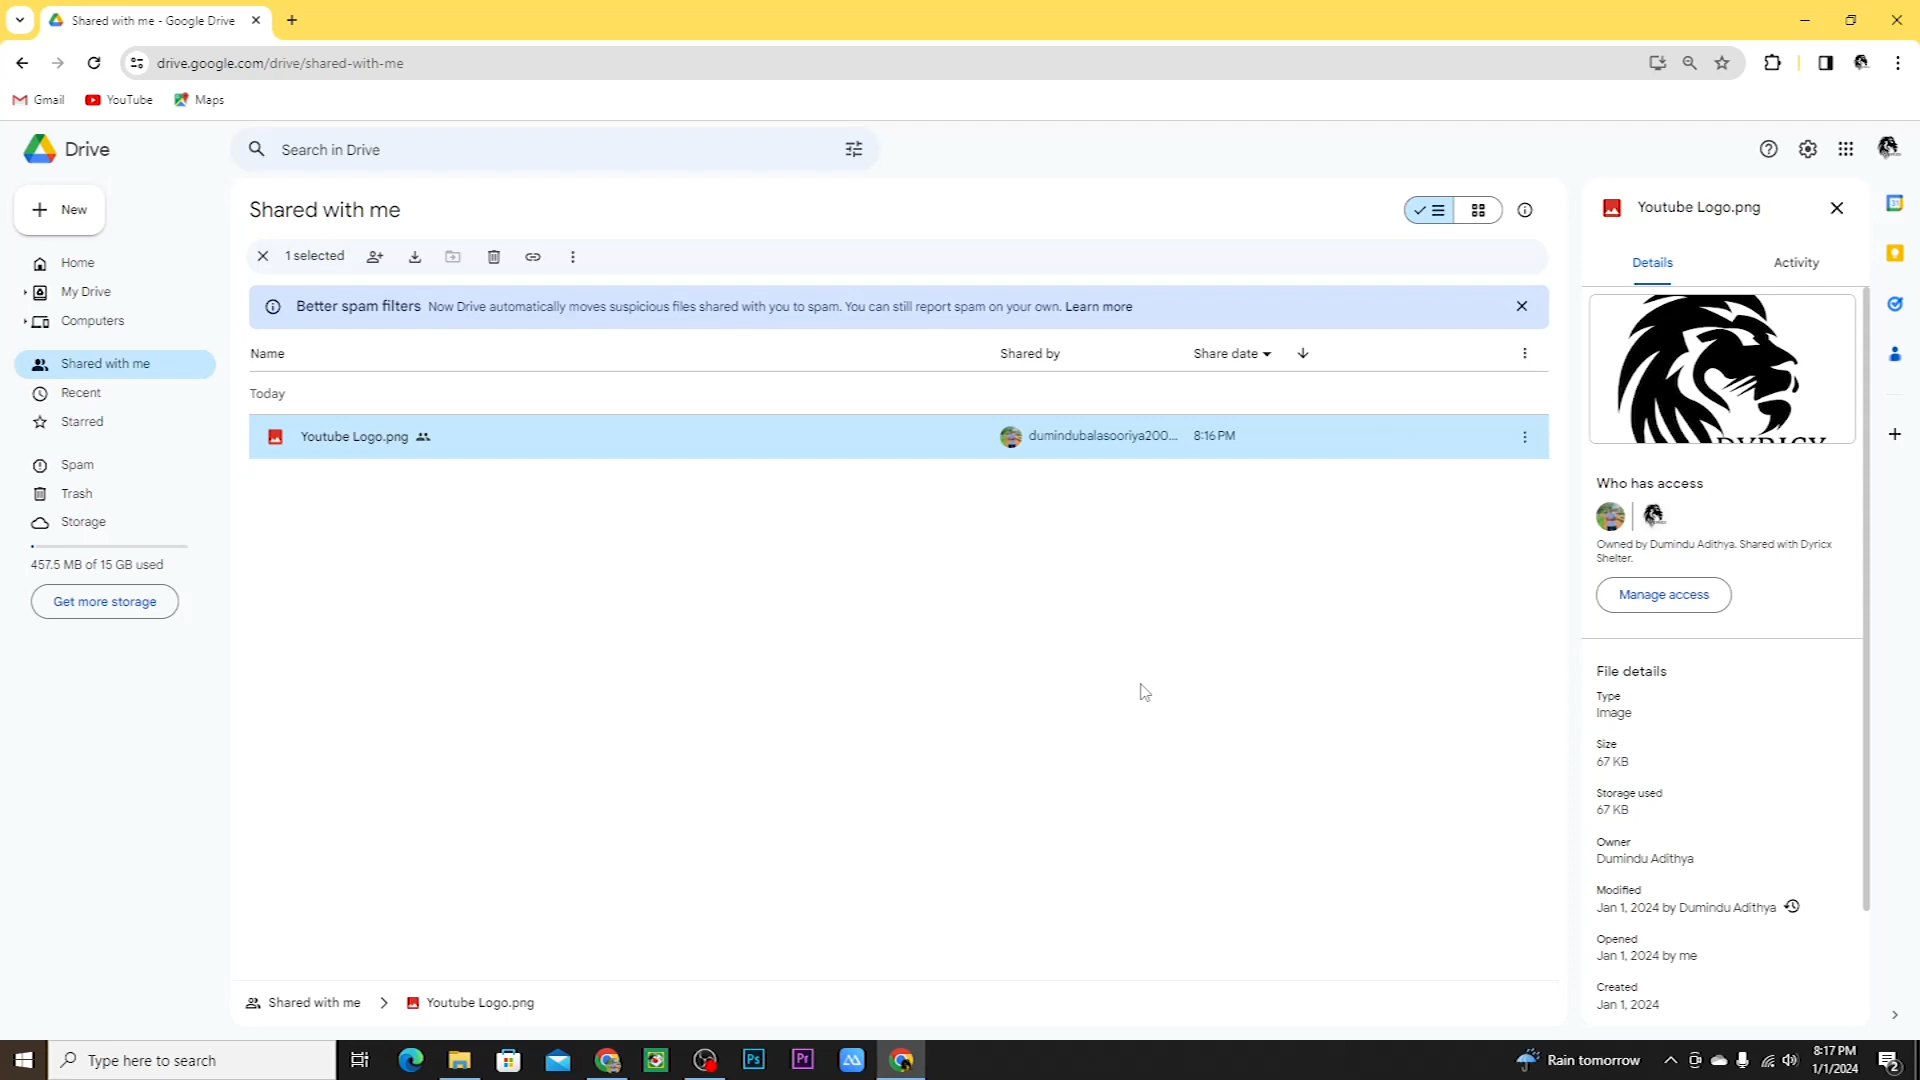 Shared with me - Google Drive
drive.google.com/drive/shared-with-me
Gmail
YouTube
Maps
Drive
Search in Drive
New
Home
My Drive
Computers
Shared with me
Recent
Starred
Spam
Trash
Storage
457.5 MB of 15 GB used
Get more storage
Shared with me
1 selected
Better spam filters Now Drive automatically moves suspicious files shared with you to spam. You can still report spam on your own. Learn more
Name Shared by Share date
Today
Youtube Logo.png dumindubalasooriya200... 8:16 PM
Shared with me > Youtube Logo.png
Youtube Logo.png
Details Activity
DYRICX
Who has access
Owned by Dumindu Adithya. Shared with Dyricx
Shelter.
Manage access
File details
Type
Image
Size
67 KB
Storage used
67 KB
Owner
Dumindu Adithya
Modified
Jan 1, 2024 by Dumindu Adithya
Opened
Jan 1, 2024 by me
Created
Jan 1, 2024
Type here to search
Ps
Pr
Rain tomorrow
8:17 PM
1/1/2024
2